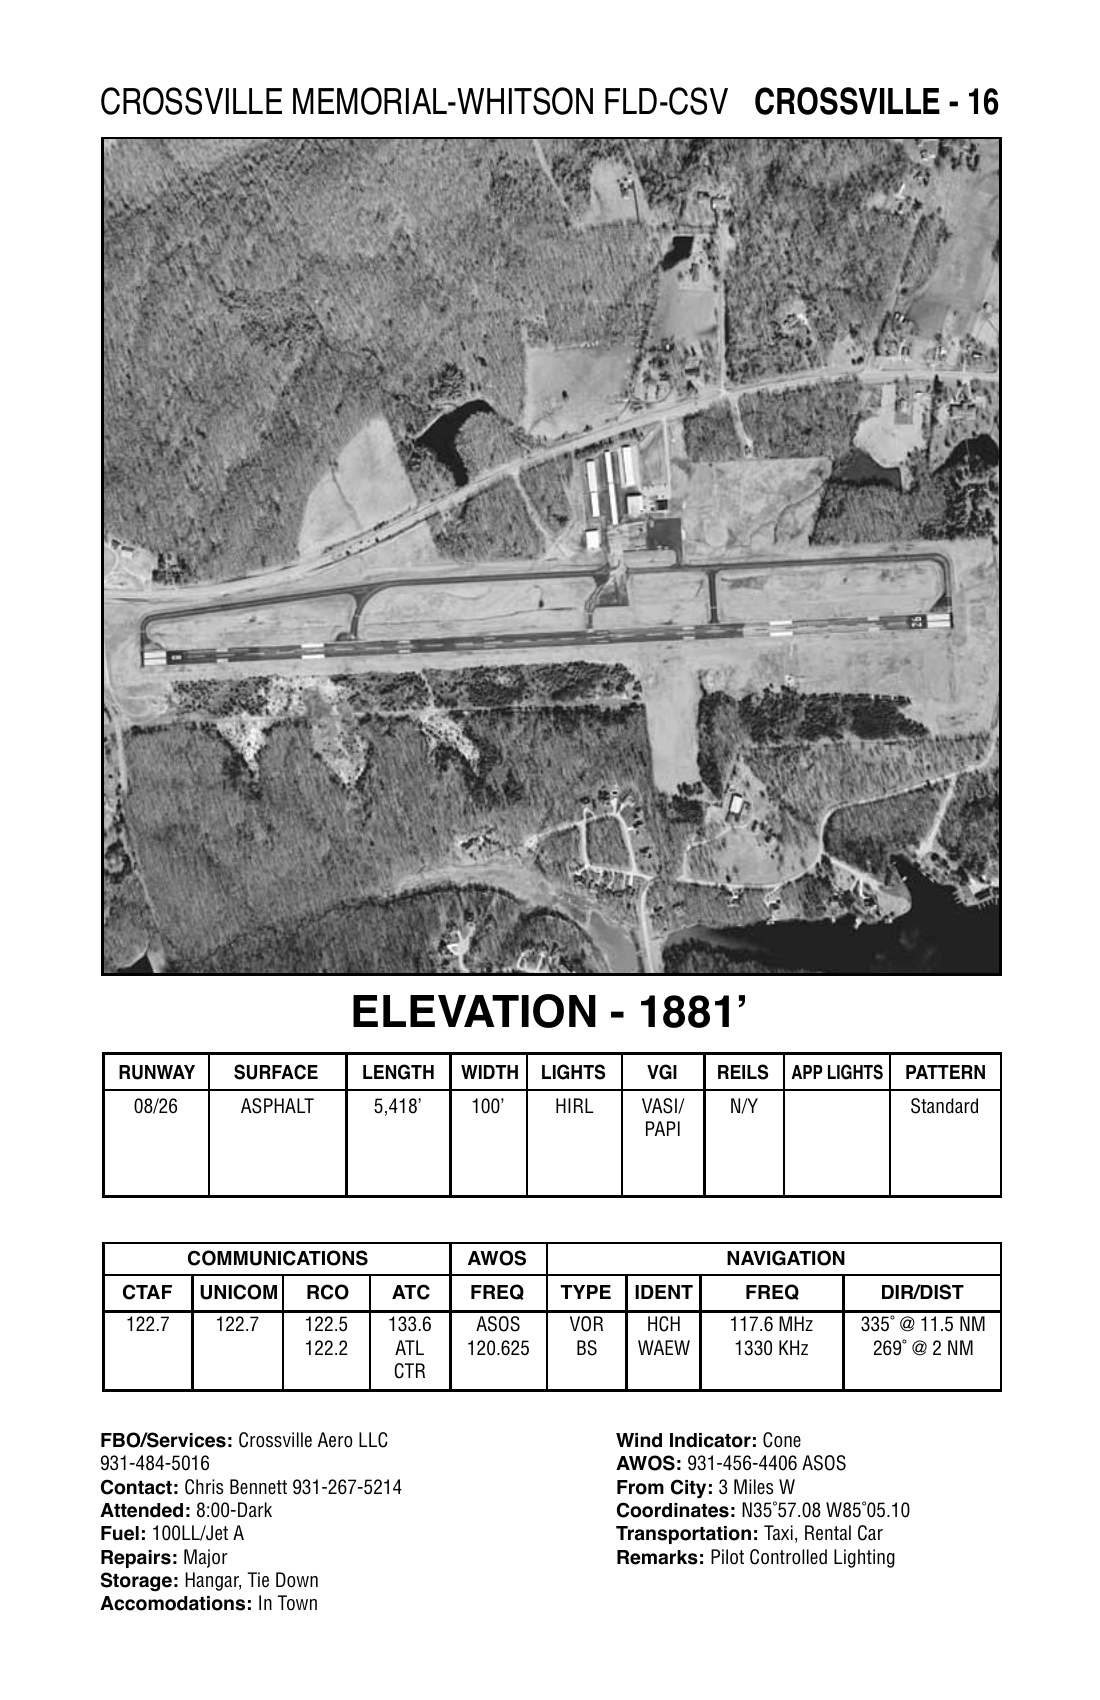 CROSSVILLE MEMORIAL-WHITSON FLD-CSV CROSSVILLE - 16
ELEVATION - 1881’
RUNWAY SURFACE LENGTH WIDTH LIGHTS VGI REILS APP LIGHTS PATTERN
08/26 ASPHALT 5,418’ 100’ HIRL VASI/ N/Y Standard
PAPI
COMMUNICATIONS AWOS NAVIGATION
CTAF UNICOM RCO ATC FREQ TYPE IDENT FREQ DIR/DIST
122.7 122.7 122.5 133.6 ASOS VOR HCH 117.6 MHz 335˚ @ 11.5 NM
122.2 ATL 120.625 BS WAEW 1330 KHz 269˚ @ 2 NM
CTR
FBO/Services: Crossville Aero LLC
931-484-5016
Contact: Chris Bennett 931-267-5214
Attended: 8:00-Dark
Fuel: 100LL/Jet A
Repairs: Major
Storage: Hangar, Tie Down
Accomodations: In Town
Wind Indicator: Cone
AWOS: 931-456-4406 ASOS
From City: 3 Miles W
Coordinates: N35˚57.08 W85˚05.10
Transportation: Taxi, Rental Car
Remarks: Pilot Controlled Lighting